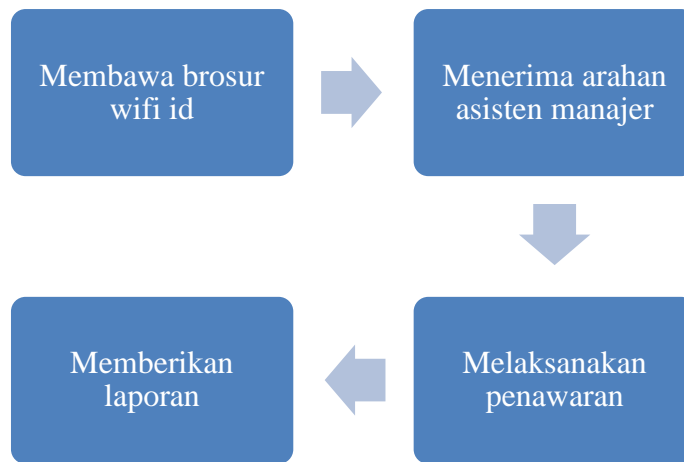 Membawa brosur
wifi id
Menerima arahan
asisten manajer
Melaksanakan
penawaran
Memberikan
laporan